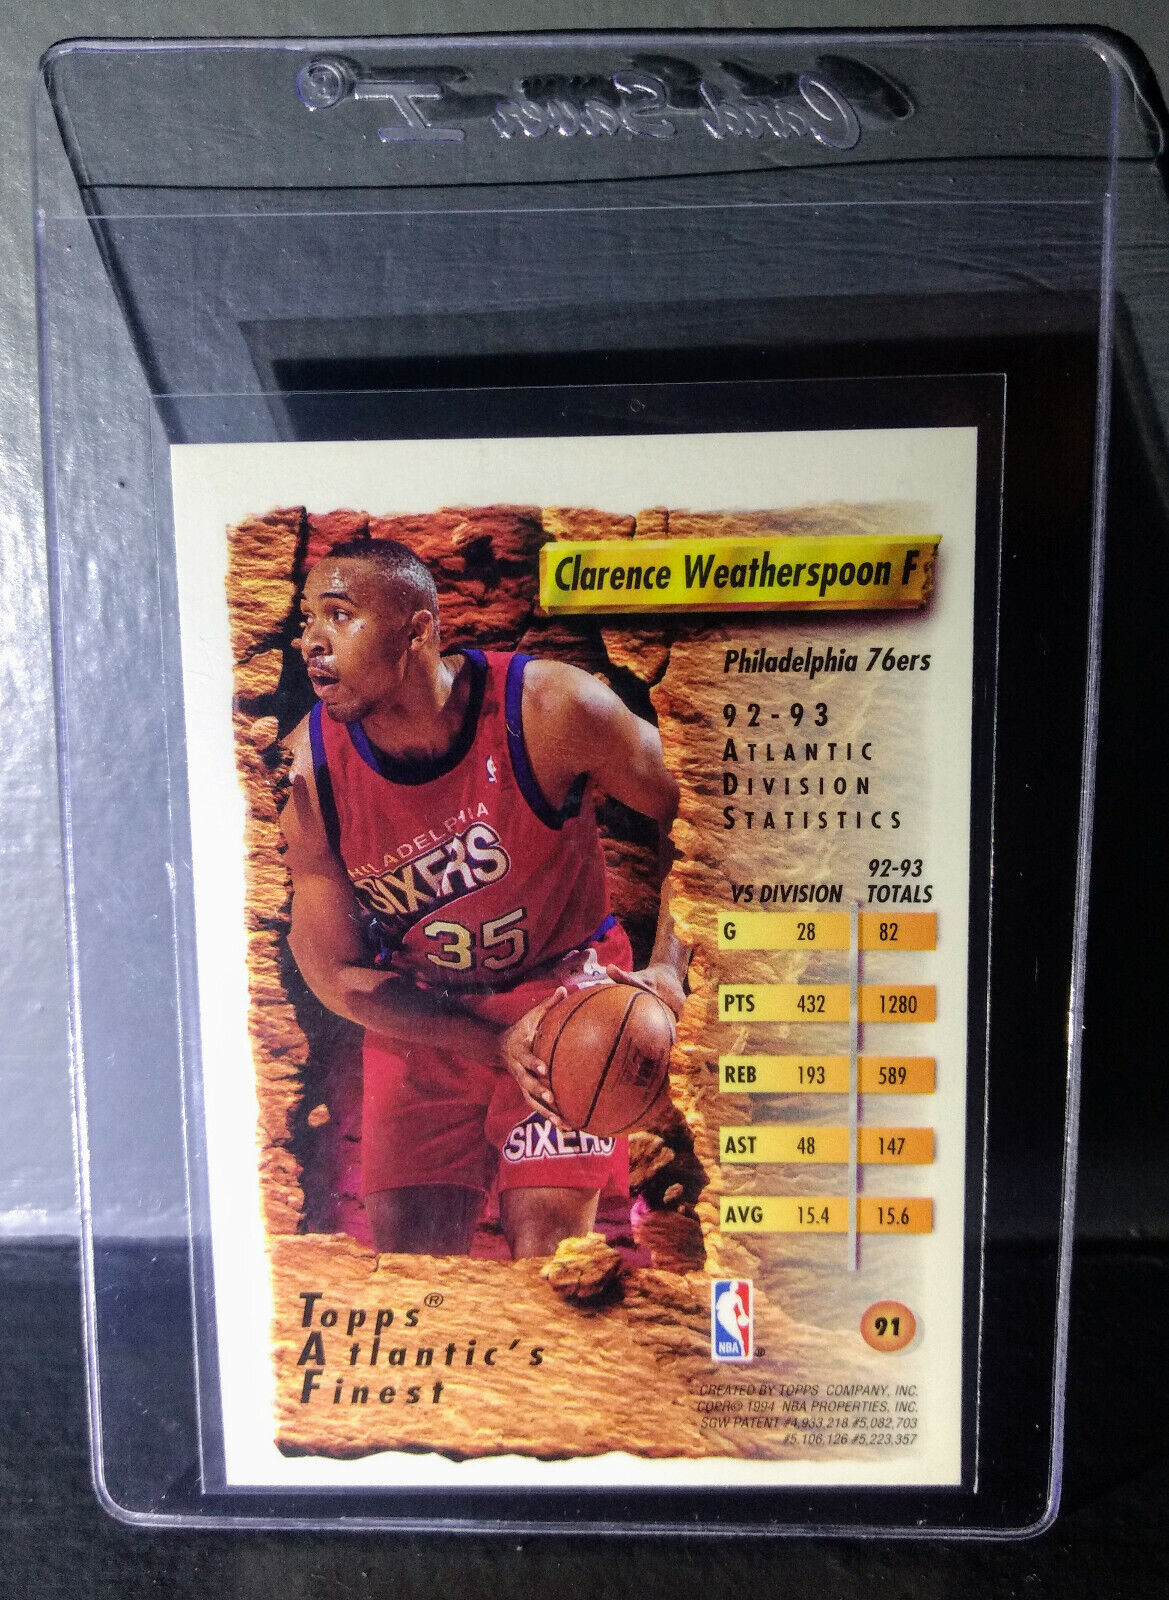 Card Saver I®
Clarence Weatherspoon F
Philadelphia 76ers
92-93
ATLANTIC
DIVISION
STATISTICS
VS DIVISION 92-93 TOTALS
G 28 82
PTS 432 1280
REB 193 589
AST 48 147
AVG 15.4 15.6
PHILADELPHIA
SIXERS
35
SIXERS
Topps®
Atlantic's
Finest
NBA ®
91
CREATED BY TOPPS COMPANY, INC.
COPR© 1994 NBA PROPERTIES, INC.
SGW PATENT #4,933,218 #5,082,703
#5,106,126 #5,223,357